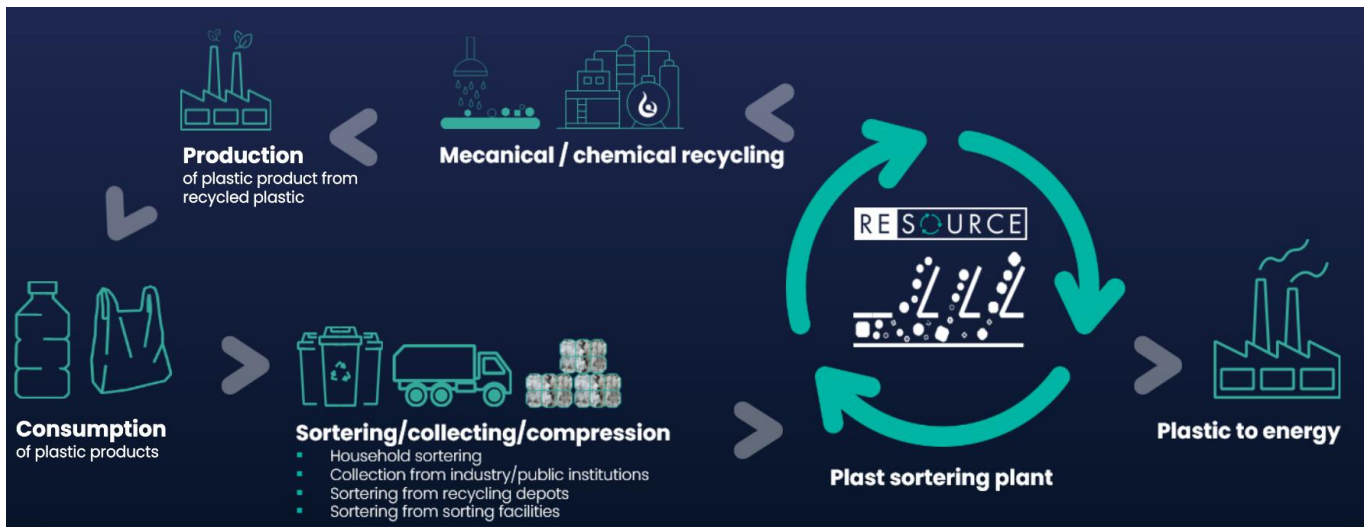 Production
of plastic product from
recycled plastic
Mecanical / chemical recycling
RESOURCE
Consumption
of plastic products
Sortering/collecting/compression
▪ Household sortering
▪ Collection from industry/public institutions
▪ Sortering from recycling depots
▪ Sortering from sorting facilities
Plast sortering plant
Plastic to energy